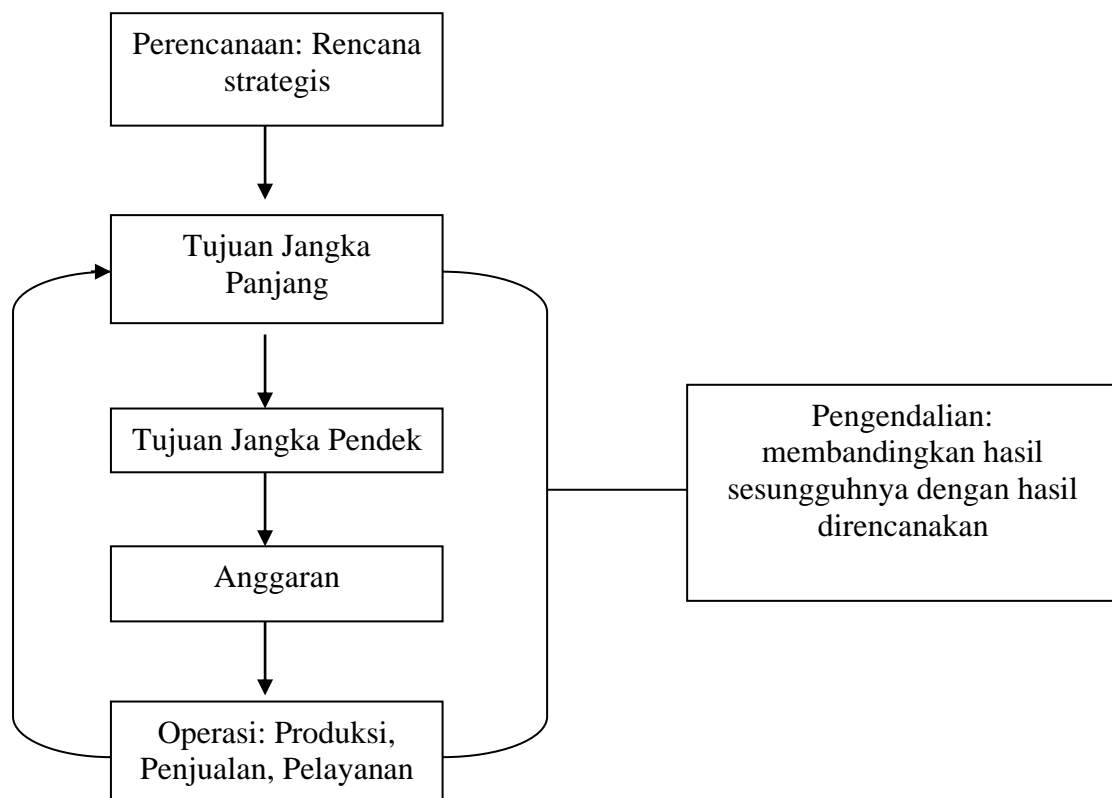 Perencanaan: Rencana
strategis
Tujuan Jangka
Panjang
Tujuan Jangka Pendek
Anggaran
Operasi: Produksi,
Penjualan, Pelayanan
Pengendalian:
membandingkan hasil
sesungguhnya dengan hasil
direncanakan